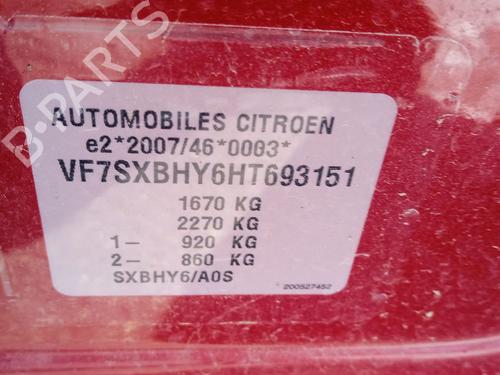 B-PARTS
AUTOMOBILES CITROEN
e2*2007/46*0003*
VF7SXBHY6HT693151
1670 KG
2270 KG
1- 920 KG
2- 860 KG
SXBHY6/A0S
200527452